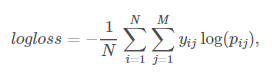 logloss = -\frac{1}{N} \sum_{i=1}^{N} \sum_{j=1}^{M} y_{ij} \log(p_{ij}),